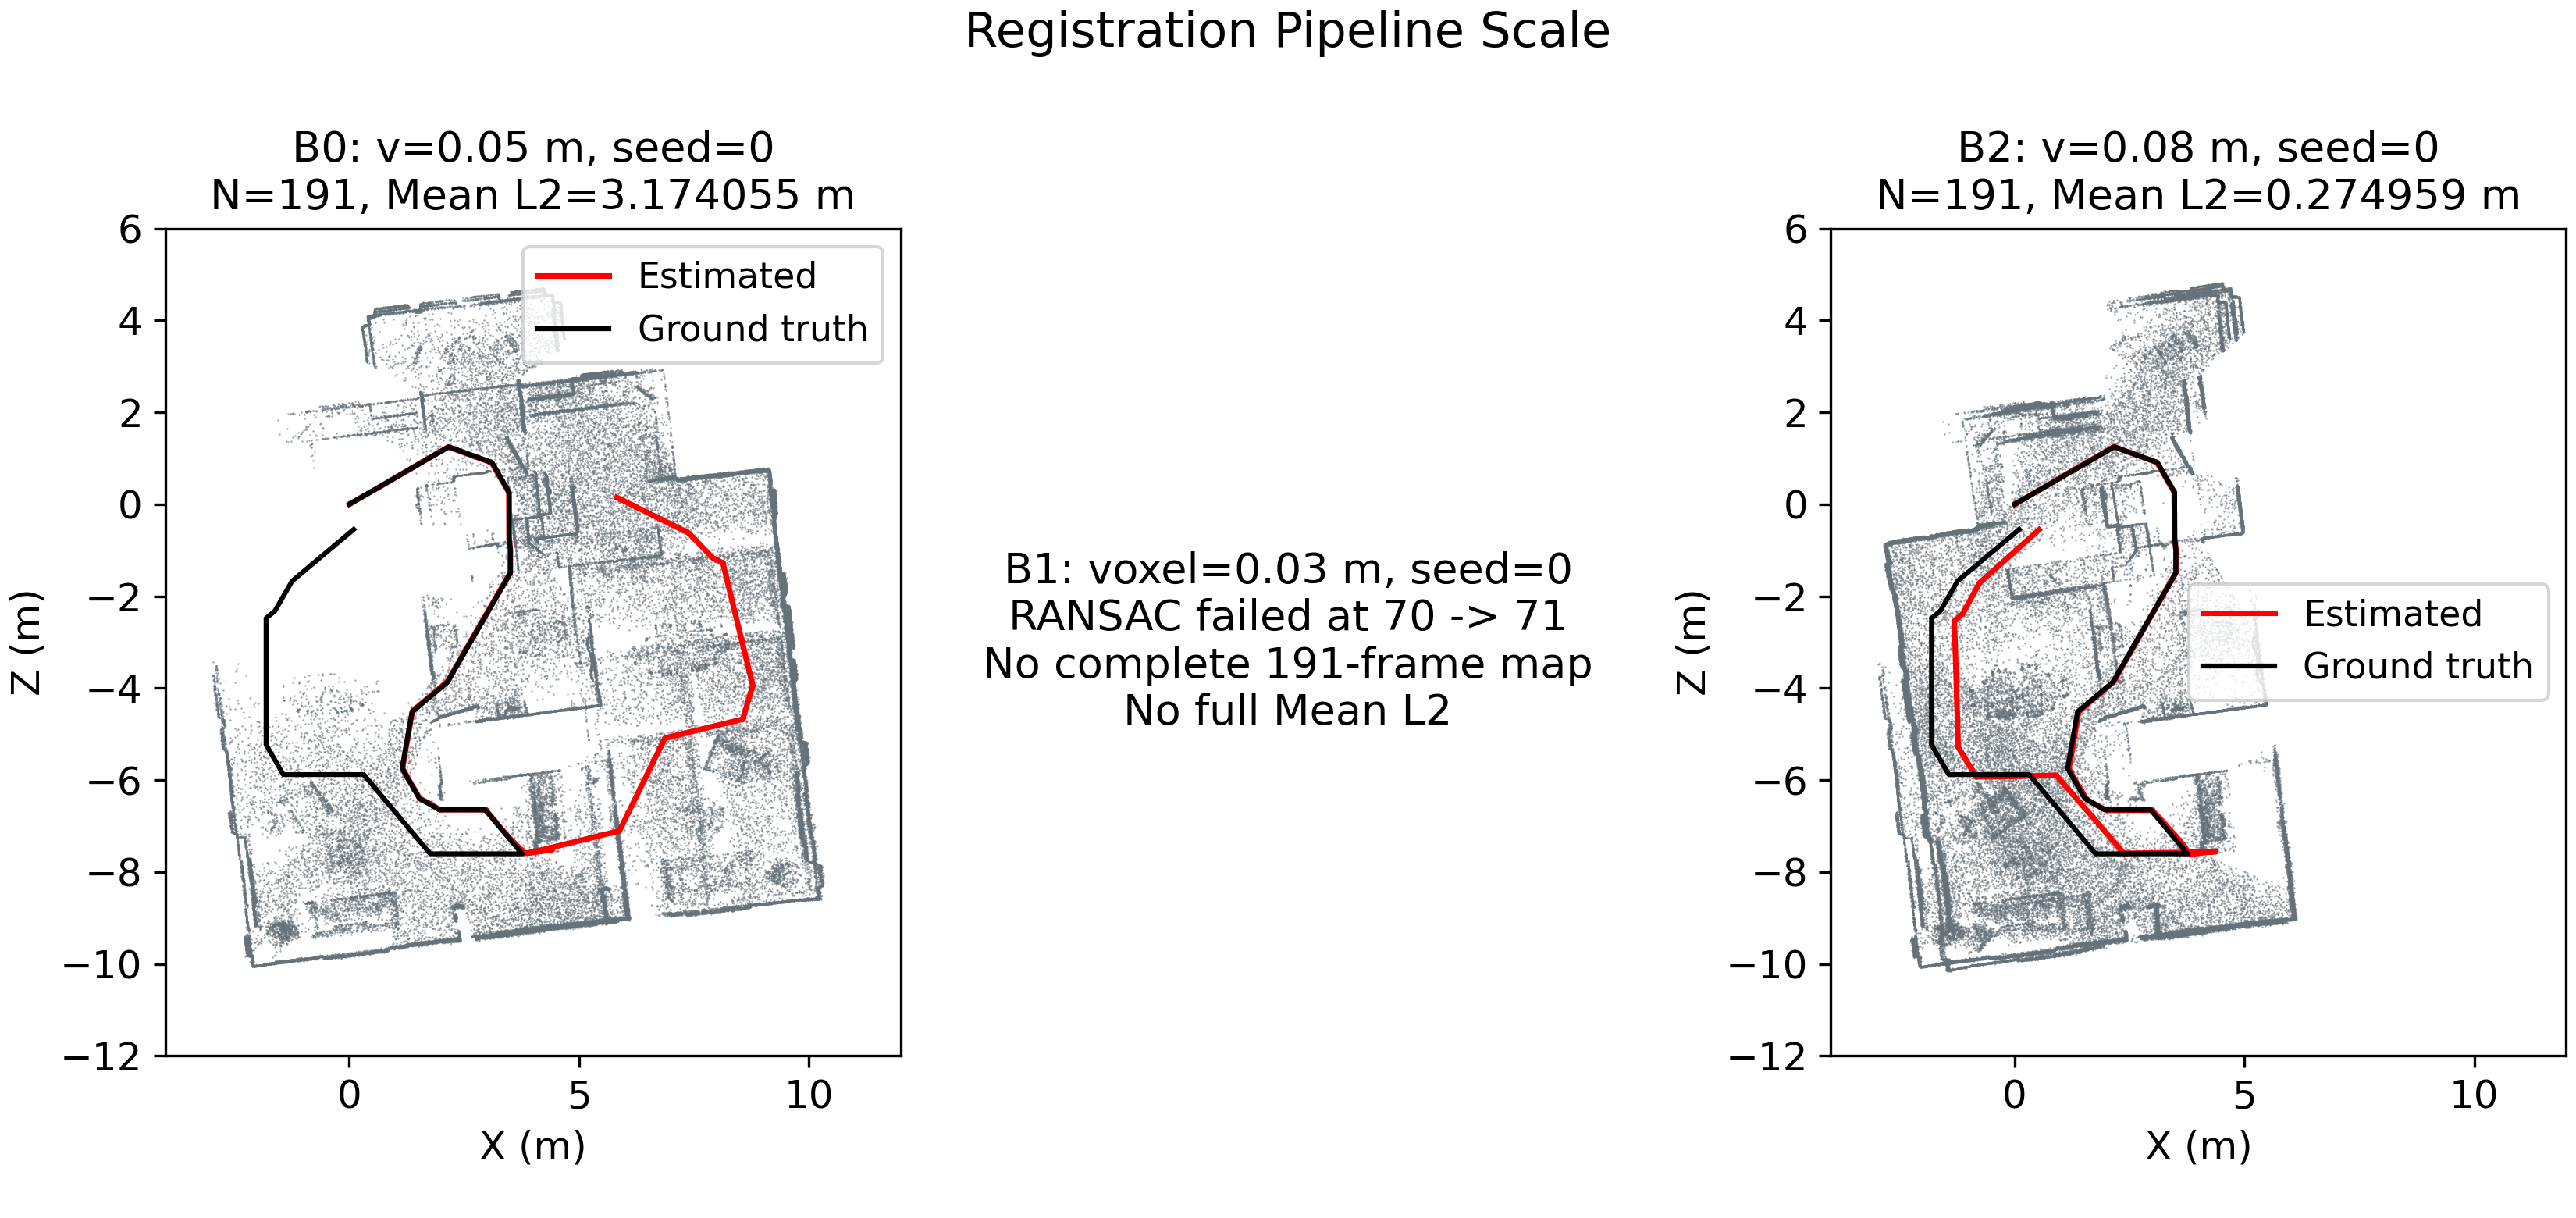 Registration Pipeline Scale
B0: v=0.05 m, seed=0
N=191, Mean L2=3.174055 m
6
4
2
0
−2
−4
−6
−8
−10
−12
Z (m)
0
5
10
X (m)
Estimated
Ground truth
B1: voxel=0.03 m, seed=0
RANSAC failed at 70 -> 71
No complete 191-frame map
No full Mean L2
B2: v=0.08 m, seed=0
N=191, Mean L2=0.274959 m
6
4
2
0
−2
−4
−6
−8
−10
−12
Z (m)
0
5
10
X (m)
Estimated
Ground truth